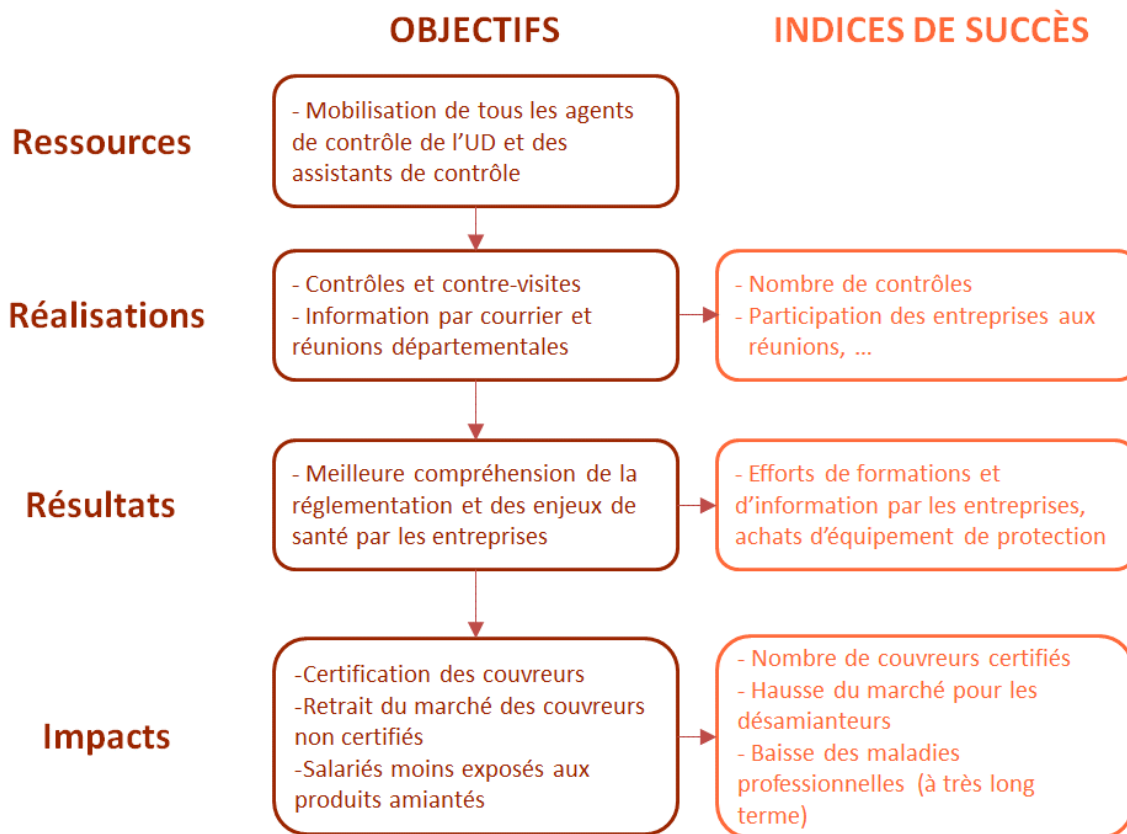 OBJECTIFS
INDICES DE SUCCÈS
Ressources
- Mobilisation de tous les agents
de contrôle de l’UD et des
assistants de contrôle
Réalisations
- Contrôles et contre-visites
- Information par courrier et
réunions départementales
- Nombre de contrôles
- Participation des entreprises aux
réunions, ...
Résultats
- Meilleure compréhension de la
réglementation et des enjeux de
santé par les entreprises
- Efforts de formations et
d’information par les entreprises,
achats d’équipement de protection
Impacts
-Certification des couvreurs
-Retrait du marché des couvreurs
non certifiés
-Salariés moins exposés aux
produits amiantés
- Nombre de couvreurs certifiés
- Hausse du marché pour les
désamianteurs
- Baisse des maladies
professionnelles (à très long
terme)